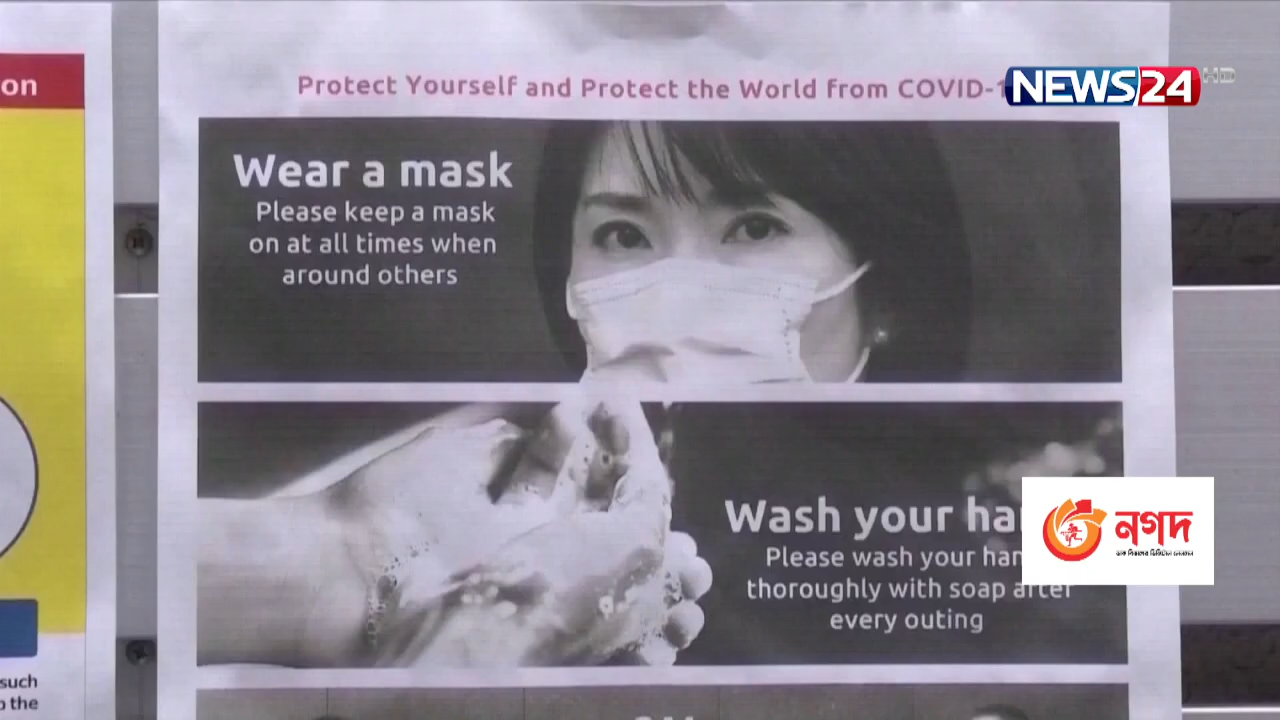 on
Protect Yourself and Protect the World from COVID-1
NEWS24 HD
Wear a mask
Please keep a mask
on at all times when
around others
Wash your ha
Please wash your han
thoroughly with soap after
every outing
নগদ
such
the